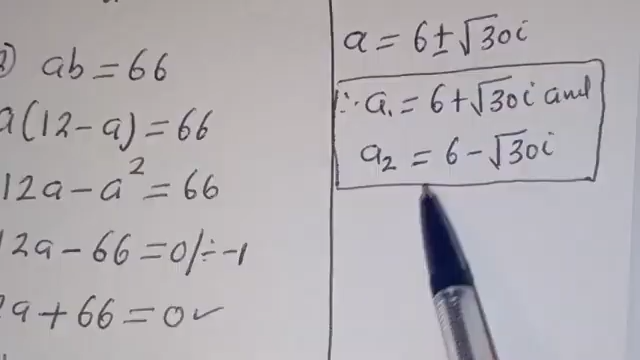 ab = 66
a(12 - a) = 66
12a - a² = 66
2a - 66 = 0/÷-1
a + 66 = 0✓
a = 6 ± √30i
∴ a₁ = 6 + √30i and
a₂ = 6 - √30i